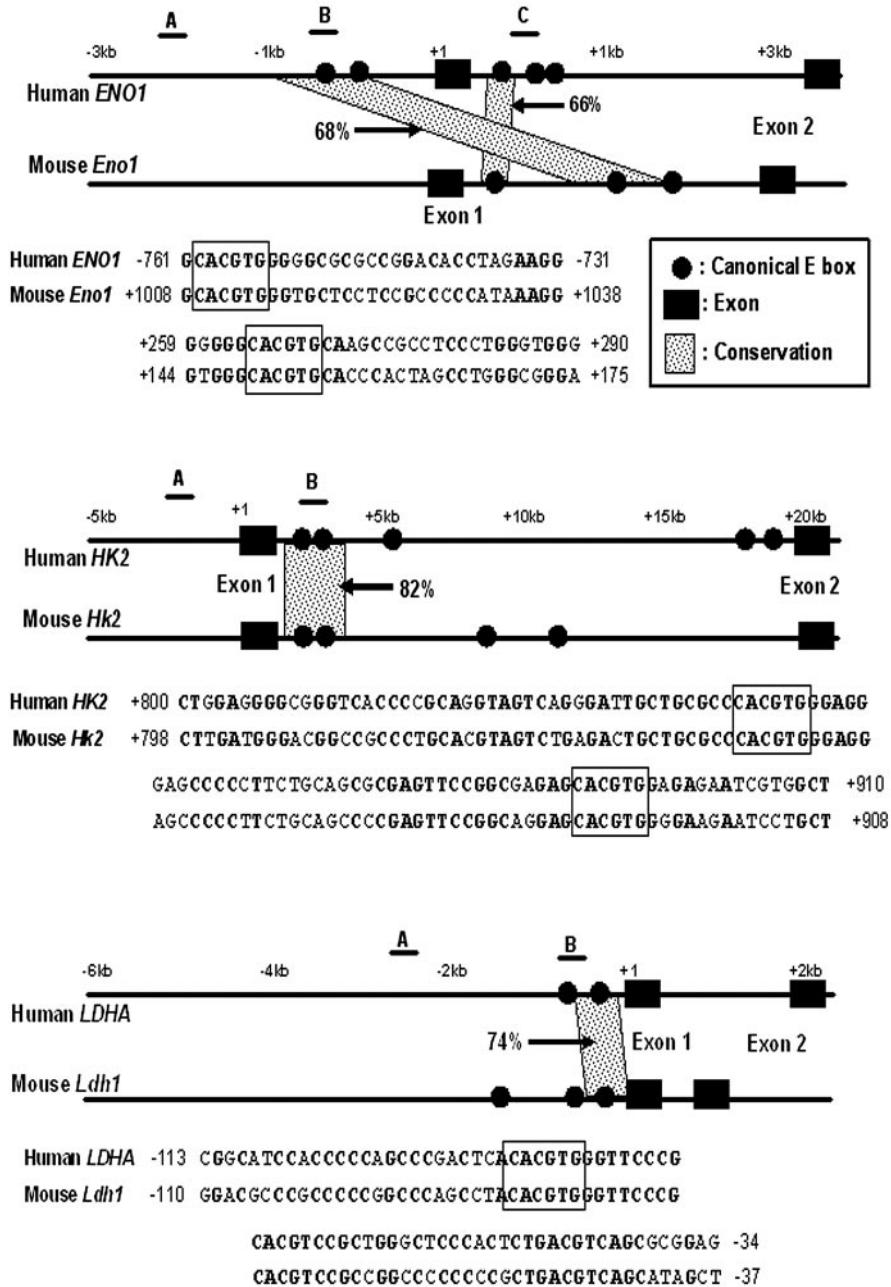 A B C
-3kb -1kb +1 +1kb +3kb
Human ENO1
66%
68%
Exon 2
Mouse Eno1
Exon 1
Human ENO1 -761 GCACGTGGGGGCGCGCCGGACACCTAGAAGG -731
Mouse Eno1 +1008 GCACGTGGGTGCTCCTCCGCCCCCATAAAGG +1038
+259 GGGGGCACGTGCAAGCCGCCTCCCTGGGTGGG +290
+144 GTGGGCACGTGCACCCACTAGCCTGGGCGGGA +175
: Canonical E box
: Exon
: Conservation
A B
-5kb +1 +5kb +10kb +15kb +20kb
Human HK2
Exon 1 82% Exon 2
Mouse Hk2
Human HK2 +800 CTGGAGGGGCGGGTCACCCCGCAGGTAGTCAGGGATTGCTGCGCCCACGTGGGAGG
Mouse Hk2 +798 CTTGATGGGACGGCCGCCCTGCACGTAGTCTGAGACTGCTGCGCCCACGTGGGAGG
GAGCCCCCTTCTGCAGCGCGAGTTCCGGCGAGAGCACGTGGAGAGAATCGTGGCT +910
AGCCCCCTTCTGCAGCCCCGAGTTCCGGCAGGAGCACGTGGGGAAGAATCCTGCT +908
A B
-6kb -4kb -2kb +1 +2kb
Human LDHA
74% Exon 1 Exon 2
Mouse Ldh1
Human LDHA -113 CGGCATCCACCCCCAGCCCGACTCACACGTGGGTTCCCG
Mouse Ldh1 -110 GGACGCCCGCCCCCGGCCCAGCCTACACGTGGGTTCCCG
CACGTCCGCTGGGCTCCCACTCTGACGTCAGCGCGGAG -34
CACGTCCGCCGGCCCCCCCCGCTGACGTCAGCATAGCT -37